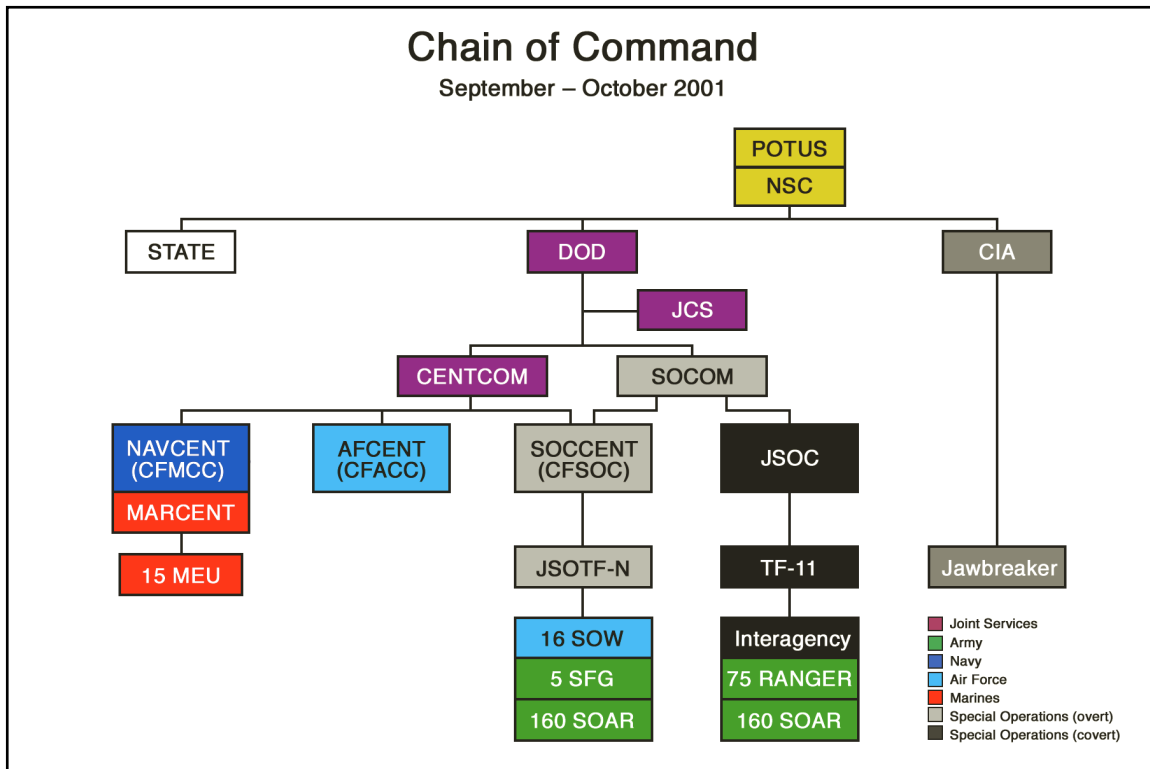 Chain of Command
September – October 2001
POTUS
NSC
STATE
DOD
CIA
JCS
CENTCOM
SOCOM
NAVCENT
(CFMCC)
MARCENT
AFCENT
(CFACC)
SOCCENT
(CFSOC)
JSOC
15 MEU
JSOTF-N
TF-11
Jawbreaker
16 SOW
5 SFG
160 SOAR
Interagency
75 RANGER
160 SOAR
Joint Services
Army
Navy
Air Force
Marines
Special Operations (overt)
Special Operations (covert)